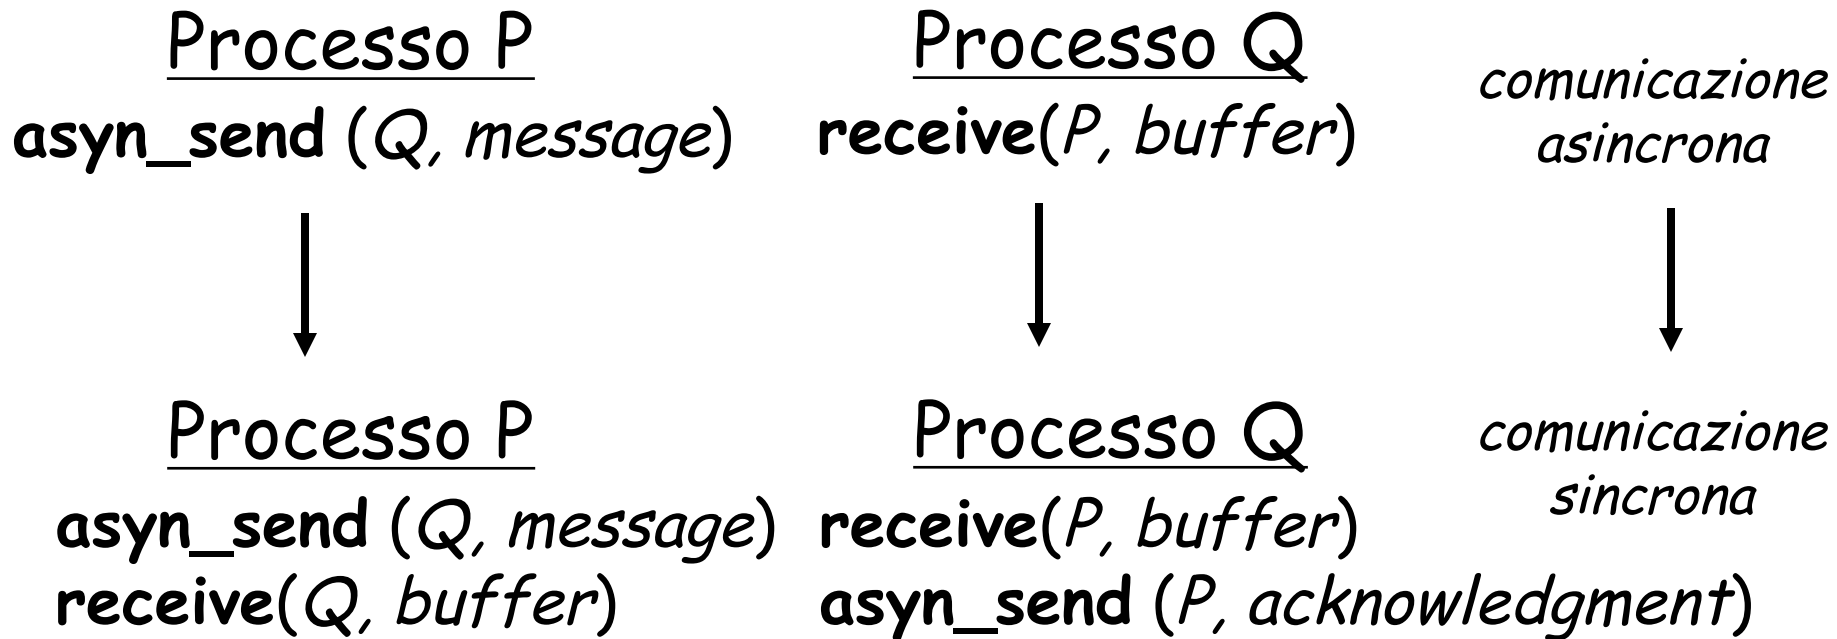 Processo P
asyn_send (Q, message)
Processo Q
receive(P, buffer)
comunicazione
asincrona
Processo P
asyn_send (Q, message)
receive(Q, buffer)
Processo Q
receive(P, buffer)
asyn_send (P, acknowledgment)
comunicazione
sincrona